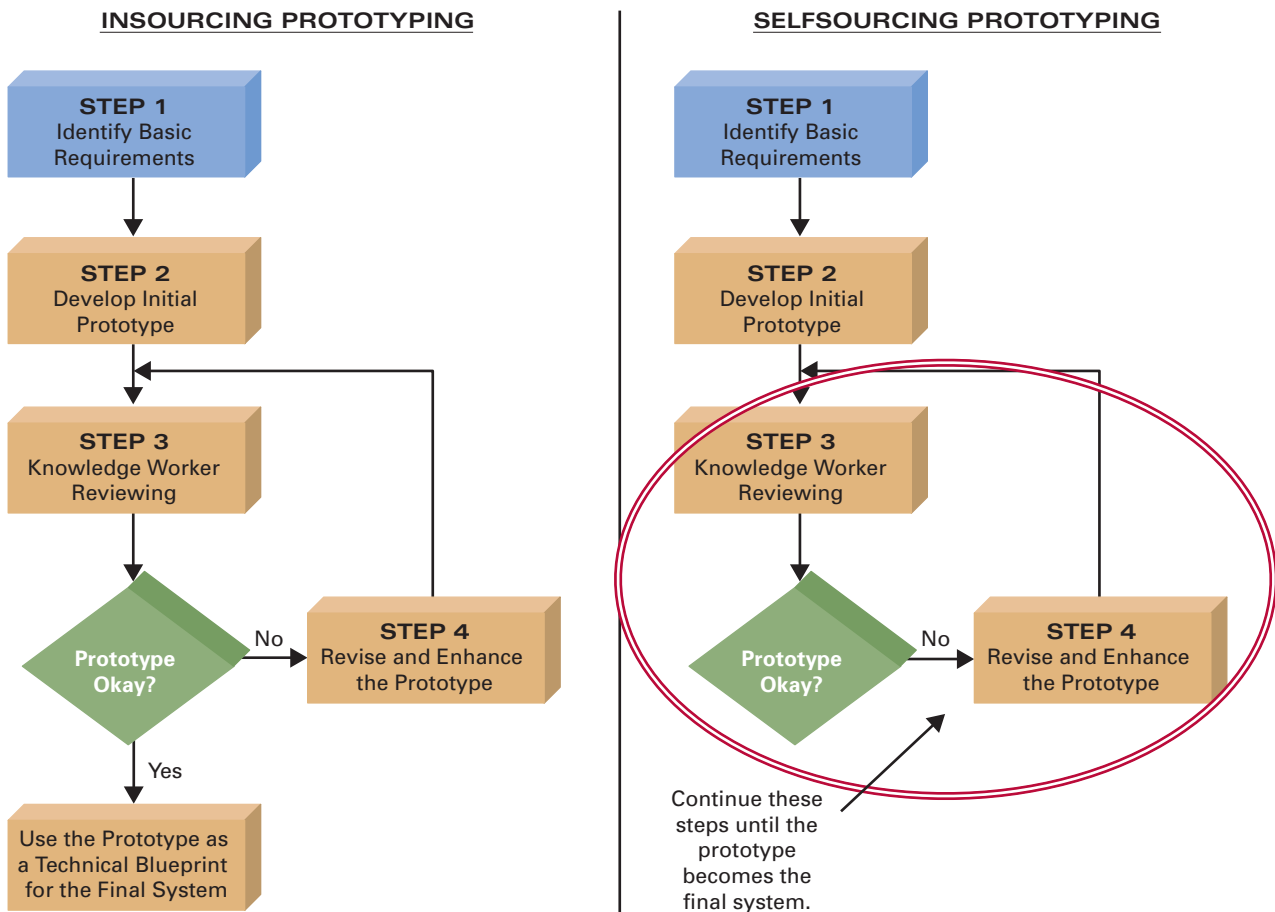 INSOURCING PROTOTYPING
STEP 1
Identify Basic
Requirements
STEP 2
Develop Initial
Prototype
STEP 3
Knowledge Worker
Reviewing
Prototype
Okay?
No
STEP 4
Revise and Enhance
the Prototype
Yes
Use the Prototype as
a Technical Blueprint
for the Final System
SELFSOURCING PROTOTYPING
STEP 1
Identify Basic
Requirements
STEP 2
Develop Initial
Prototype
STEP 3
Knowledge Worker
Reviewing
Prototype
Okay?
No
STEP 4
Revise and Enhance
the Prototype
Continue these
steps until the
prototype
becomes the
final system.